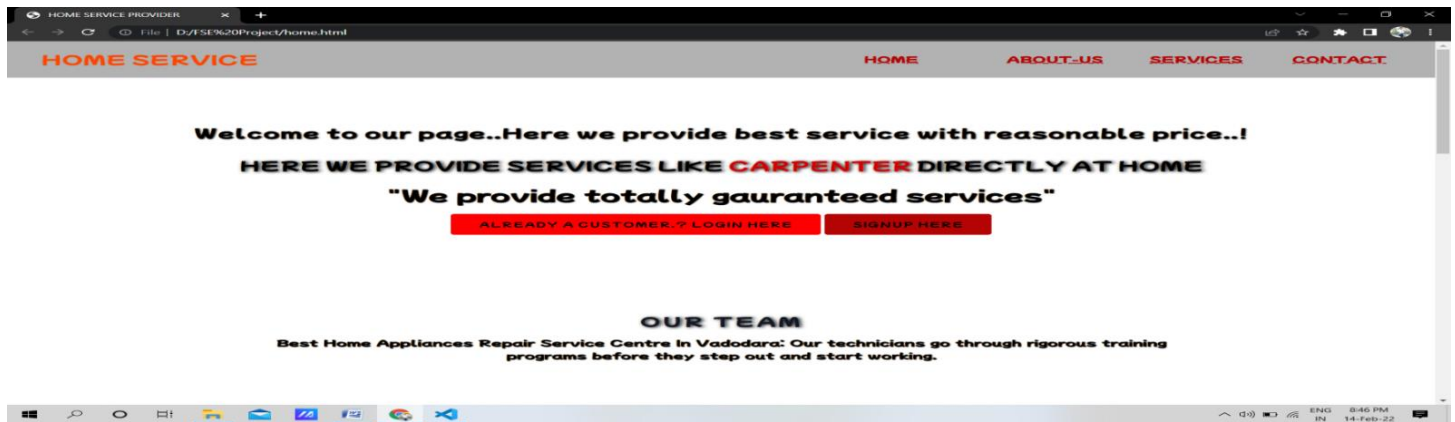 HOME SERVICE PROVIDER
File | D:/FSE%20Project/home.html
HOME SERVICE HOME ABOUT-US SERVICES CONTACT
Welcome to our page..Here we provide best service with reasonable price..!
HERE WE PROVIDE SERVICES LIKE CARPENTER DIRECTLY AT HOME
"We provide totally gauranteed services"
ALREADY A CUSTOMER.? LOGIN HERE SIGNUP HERE
OUR TEAM
Best Home Appliances Repair Service Centre In Vadodara: Our technicians go through rigorous training
programs before they step out and start working.
ENG 8:46 PM
IN 14-Feb-22